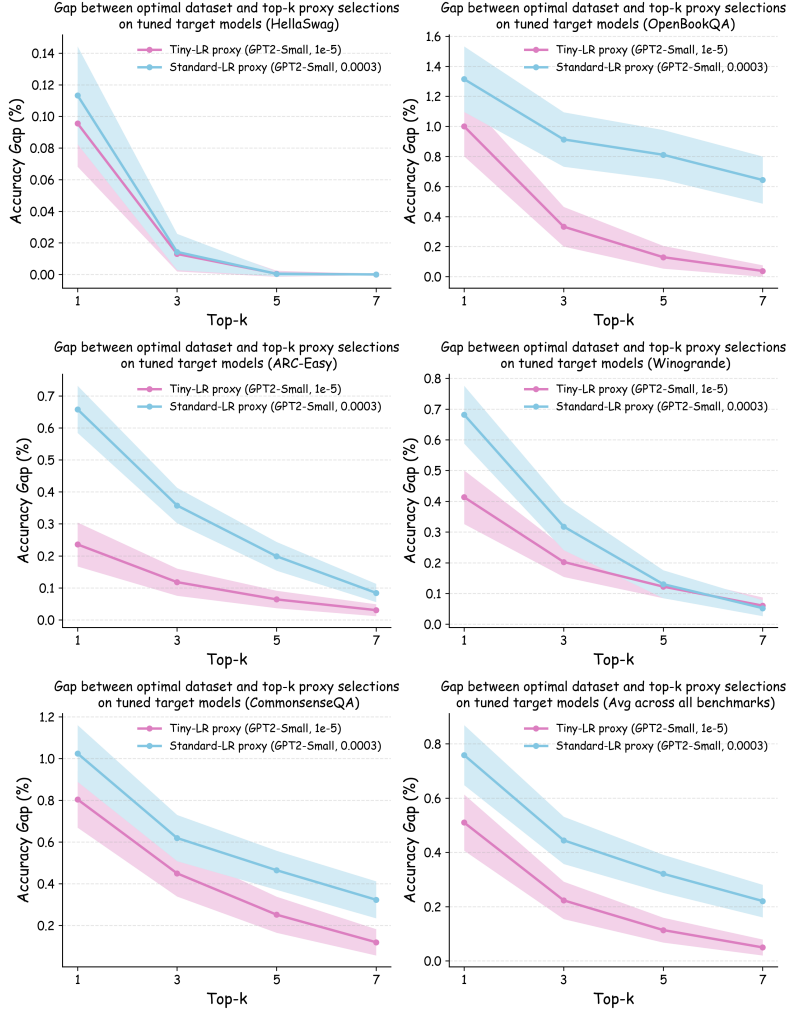 Gap between optimal dataset and top-k proxy selections
on tuned target models (HellaSwag)
Tiny-LR proxy (GPT2-Small, 1e-5)
Standard-LR proxy (GPT2-Small, 0.0003)
Accuracy Gap (%)
0.14
0.12
0.10
0.08
0.06
0.04
0.02
0.00
1 3 5 7
Top-k
Gap between optimal dataset and top-k proxy selections
on tuned target models (OpenBookQA)
Tiny-LR proxy (GPT2-Small, 1e-5)
Standard-LR proxy (GPT2-Small, 0.0003)
Accuracy Gap (%)
1.6
1.4
1.2
1.0
0.8
0.6
0.4
0.2
0.0
1 3 5 7
Top-k
Gap between optimal dataset and top-k proxy selections
on tuned target models (ARC-Easy)
Tiny-LR proxy (GPT2-Small, 1e-5)
Standard-LR proxy (GPT2-Small, 0.0003)
Accuracy Gap (%)
0.7
0.6
0.5
0.4
0.3
0.2
0.1
0.0
1 3 5 7
Top-k
Gap between optimal dataset and top-k proxy selections
on tuned target models (Winogrande)
Tiny-LR proxy (GPT2-Small, 1e-5)
Standard-LR proxy (GPT2-Small, 0.0003)
Accuracy Gap (%)
0.8
0.7
0.6
0.5
0.4
0.3
0.2
0.1
0.0
1 3 5 7
Top-k
Gap between optimal dataset and top-k proxy selections
on tuned target models (CommonsenseQA)
Tiny-LR proxy (GPT2-Small, 1e-5)
Standard-LR proxy (GPT2-Small, 0.0003)
Accuracy Gap (%)
1.2
1.0
0.8
0.6
0.4
0.2
1 3 5 7
Top-k
Gap between optimal dataset and top-k proxy selections
on tuned target models (Avg across all benchmarks)
Tiny-LR proxy (GPT2-Small, 1e-5)
Standard-LR proxy (GPT2-Small, 0.0003)
Accuracy Gap (%)
0.8
0.6
0.4
0.2
0.0
1 3 5 7
Top-k